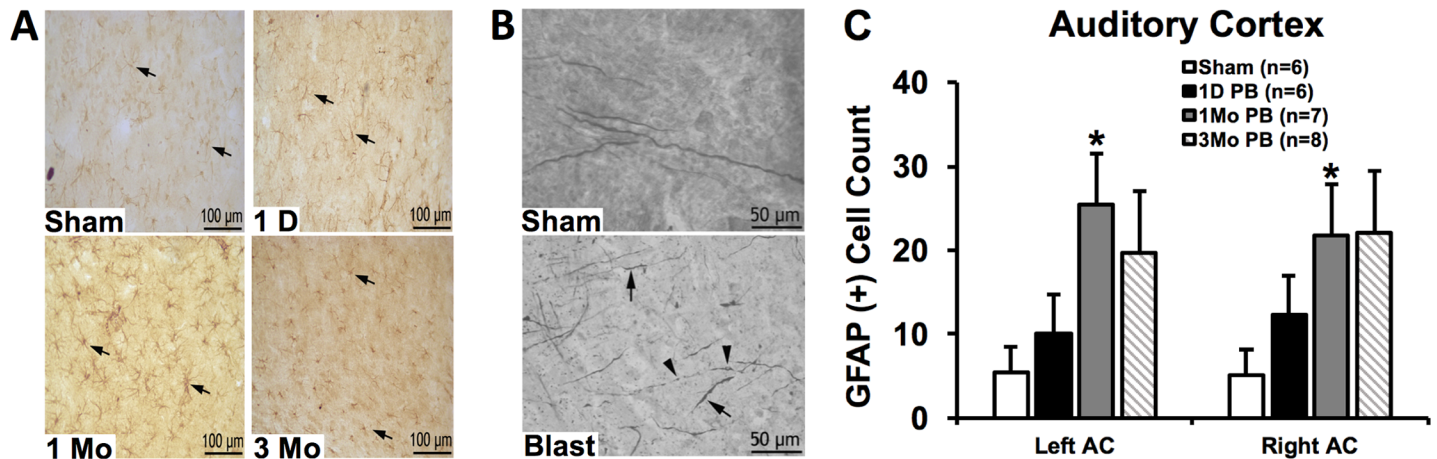 A
Sham
100 μm
1 D
100 μm
1 Mo
100 μm
3 Mo
100 μm
B
Sham
50 μm
Blast
50 μm
C
Auditory Cortex
Sham (n=6)
1D PB (n=6)
1Mo PB (n=7)
3Mo PB (n=8)
GFAP (+) Cell Count
40
30
20
10
0
*
*
Left AC
Right AC